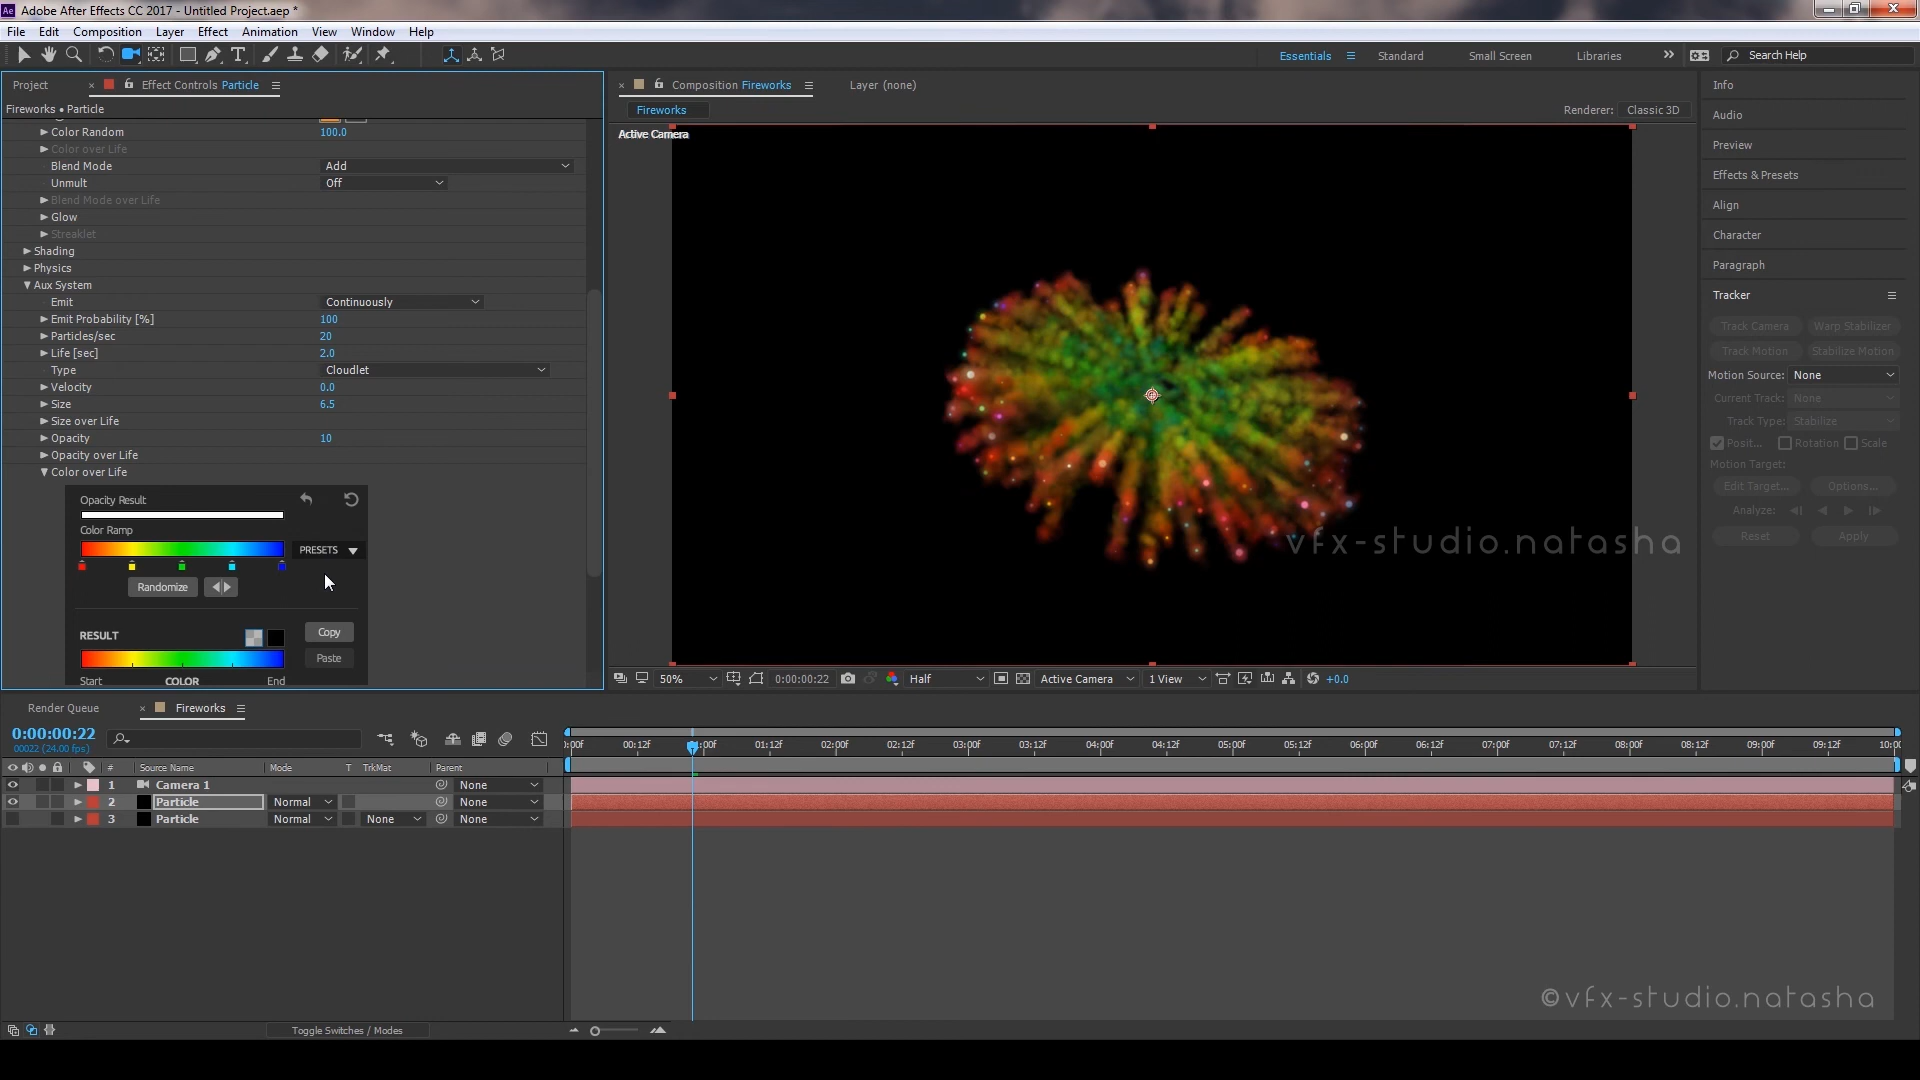 Adobe After Effects CC 2017 - Untitled Project.aep *
File Edit Composition Layer Effect Animation View Window Help
Essentials Standard Small Screen Libraries Search Help
Project Effect Controls Particle
Composition Fireworks Layer (none)
Fireworks • Particle
Fireworks Renderer: Classic 3D
Active Camera
Color Random 100.0
Color over Life
Blend Mode Add
Unmult Off
Blend Mode over Life
Glow
Streaklet
Shading
Physics
Aux System
Emit Continuously
Emit Probability [%] 100
Particles/sec 20
Life [sec] 2.0
Type Cloudlet
Velocity 0.0
Size 6.5
Size over Life
Opacity 10
Opacity over Life
Color over Life
Opacity Result
Color Ramp
PRESETS
Randomize
RESULT
Copy
Paste
Start COLOR End
vfx-studio.natasha
50% 0:00:00:22 Half Active Camera 1 View +0.0
Info
Audio
Preview
Effects & Presets
Align
Character
Paragraph
Tracker
Track Camera Warp Stabilizer
Track Motion Stabilize Motion
Motion Source: None
Current Track: None
Track Type: Stabilize
Posit... Rotation Scale
Motion Target:
Edit Target... Options...
Analyze:
Reset Apply
Render Queue Fireworks
0:00:00:22
00022 (24.00 fps)
:00f 00:12f :00f 01:12f 02:00f 02:12f 03:00f 03:12f 04:00f 04:12f 05:00f 05:12f 06:00f 06:12f 07:00f 07:12f 08:00f 08:12f 09:00f 09:12f 10:0
# Source Name Mode T TrkMat Parent
1 Camera 1 None
2 Particle Normal None
3 Particle Normal None None
©vfx-studio.natasha
Toggle Switches / Modes